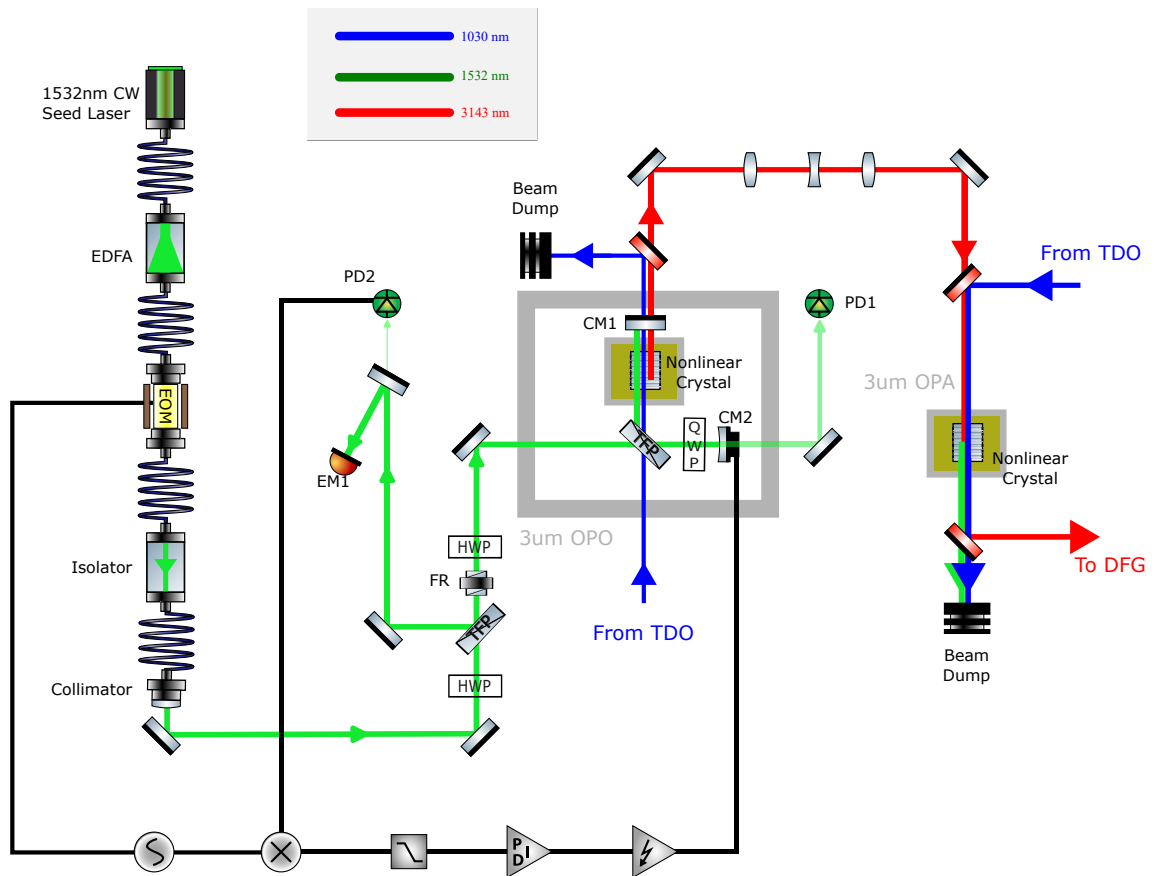 1030 nm
1532 nm
3143 nm
1532nm CW
Seed Laser
EDFA
EOM
Isolator
Collimator
PD2
EM1
HWP
FR
TFP
HWP
Beam
Dump
CM1
Nonlinear
Crystal
TFP
Q
W
P
CM2
PD1
3um OPO
From TDO
From TDO
3um OPA
Nonlinear
Crystal
To DFG
Beam
Dump
P I
D